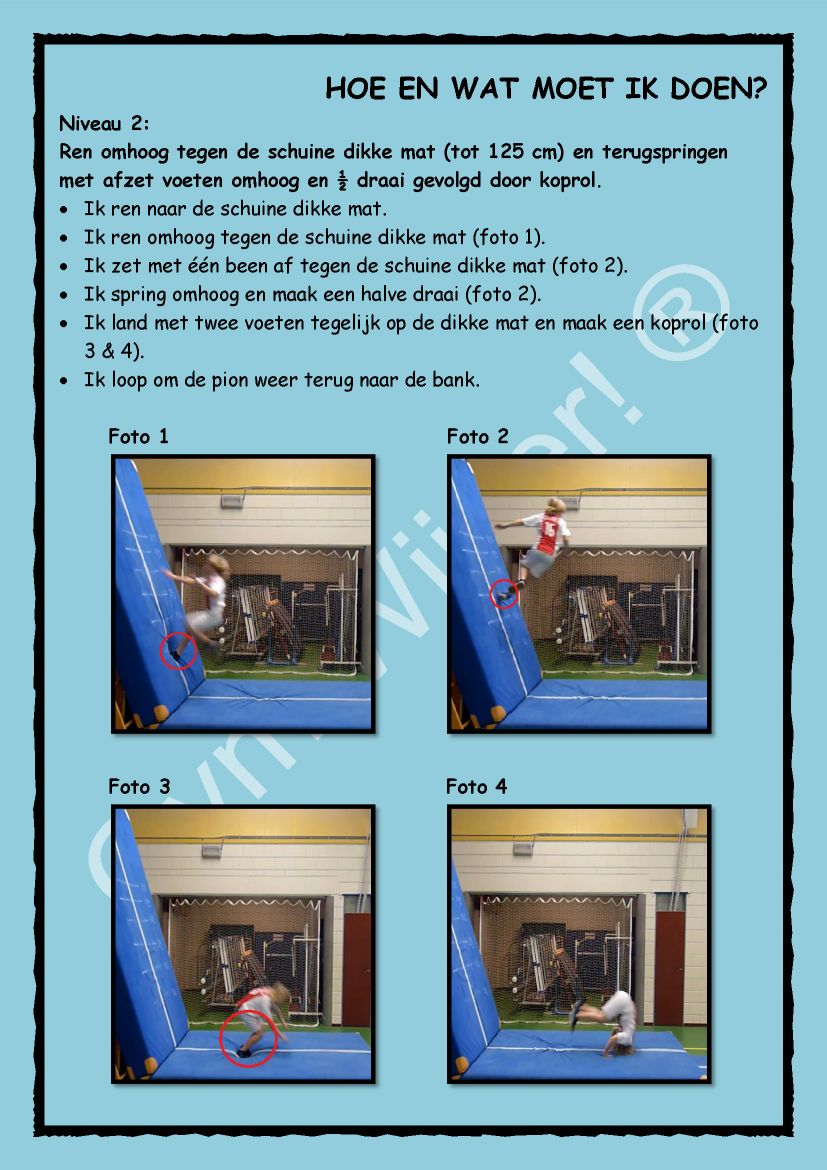 HOE EN WAT MOET IK DOEN?
Niveau 2:
Ren omhoog tegen de schuine dikke mat (tot 125 cm) en terugspringen
met afzet voeten omhoog en ½ draai gevolgd door koprol.
• Ik ren naar de schuine dikke mat.
• Ik ren omhoog tegen de schuine dikke mat (foto 1).
• Ik zet met één been af tegen de schuine dikke mat (foto 2).
• Ik spring omhoog en maak een halve draai (foto 2).
• Ik land met twee voeten tegelijk op de dikke mat en maak een koprol (foto
3 & 4).
• Ik loop om de pion weer terug naar de bank.
Foto 1
Foto 2
16
Foto 3
Foto 4
®